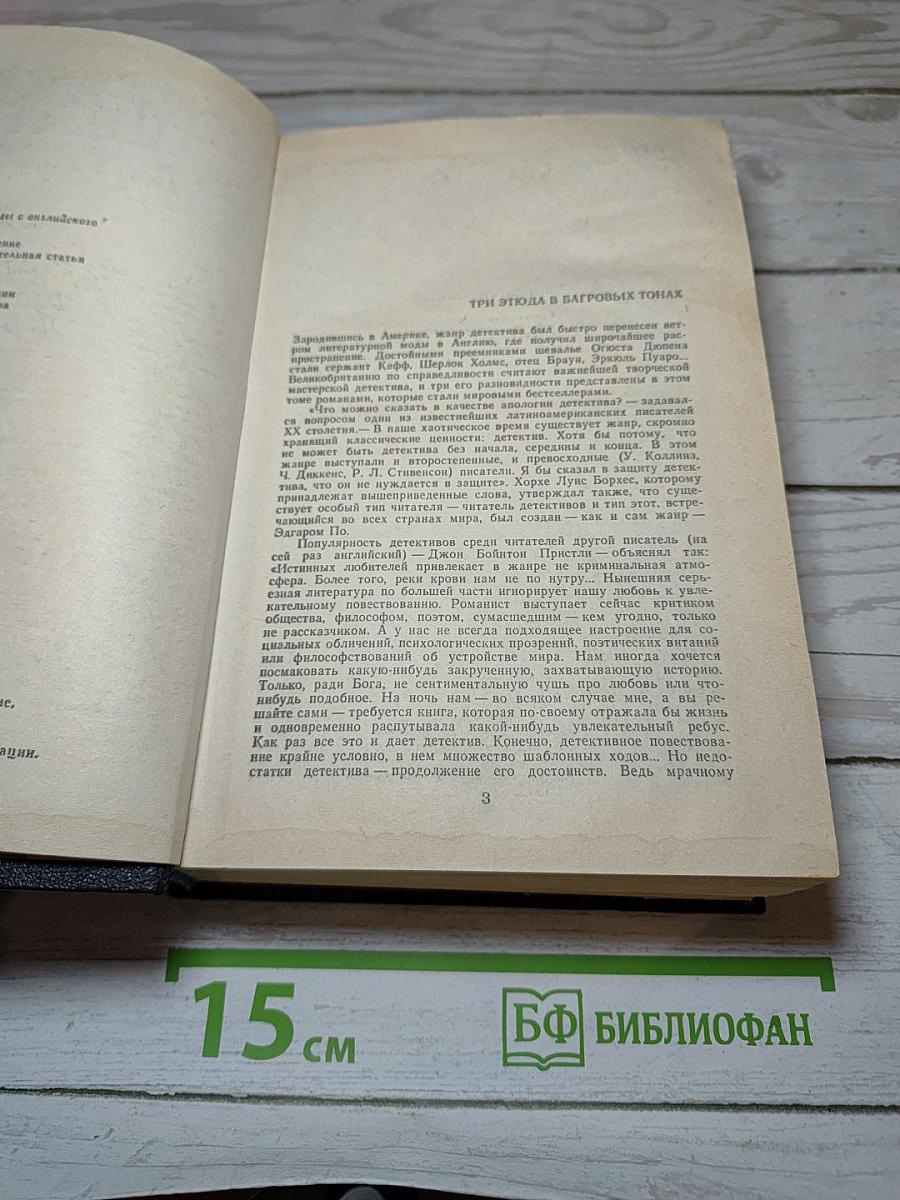 мы с английского
ение
тельная статья
ции
ра
ие,
ации.
ТРИ ЭТЮДА В БАГРОВЫХ ТОНАХ
Зародившись в Америке, жанр детектива был быстро перенесен вет-
ром литературной моды в Англию, где получил широчайшее рас-
пространение. Достойными преемниками шевалье Огюста Дюпена
стали сержант Кафф, Шерлок Холмс, отец Браун, Эркюль Пуаро...
Великобританию по справедливости считают важнейшей творческой
мастерской детектива, и три его разновидности представлены в этом
томе романами, которые стали мировыми бестселлерами.
«Что можно сказать в качестве апологии детектива? — задавал-
ся вопросом один из известнейших латиноамериканских писателей
XX столетия.— В наше хаотическое время существует жанр, скромно
хранящий классические ценности: детектив. Хотя бы потому, что
не может быть детектива без начала, середины и конца. В этом
жанре выступали и второстепенные, и превосходные (У. Коллинз,
Ч. Диккенс, Р. Л. Стивенсон) писатели. Я бы сказал в защиту детек-
тива, что он не нуждается в защите». Хорхе Луис Борхес, которому
принадлежат вышеприведенные слова, утверждал также, что суще-
ствует особый тип читателя — читатель детективов и тип этот, встре-
чающийся во всех странах мира, был создан — как и сам жанр —
Эдгаром По.
Популярность детективов среди читателей другой писатель (на
сей раз английский) — Джон Бойнтон Пристли — объяснял так:
«Истинных любителей привлекает в жанре не криминальная атмо-
сфера. Более того, реки крови нам не по нутру... Нынешняя серь-
езная литература по большей части игнорирует нашу любовь к увле-
кательному повествованию. Романист выступает сейчас критиком
общества, философом, поэтом, сумасшедшим — кем угодно, только
не рассказчиком. А у нас не всегда подходящее настроение для со-
циальных обличений, психологических прозрений, поэтических витаний
или философствований об устройстве мира. Нам иногда хочется
посмаковать какую-нибудь закрученную, захватывающую историю.
Только, ради Бога, не сентиментальную чушь про любовь или что-
нибудь подобное. На ночь нам — во всяком случае мне, а вы ре-
шайте сами — требуется книга, которая по-своему отражала бы жизнь
и одновременно распутывала какой-нибудь увлекательный ребус.
Как раз все это и дает детектив. Конечно, детективное повествова-
ние крайне условно, в нем множество шаблонных ходов... Но недо-
статки детектива — продолжение его достоинств. Ведь мрачному
3
15 см
БФ БИБЛИОФАН